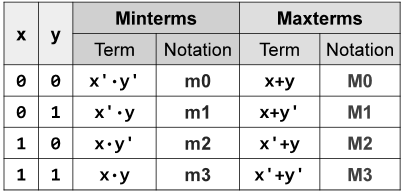 x y Minterms Maxterms
Term Notation Term Notation
0 0 x'·y' m0 x+y M0
0 1 x'·y m1 x+y' M1
1 0 x·y' m2 x'+y M2
1 1 x·y m3 x'+y' M3